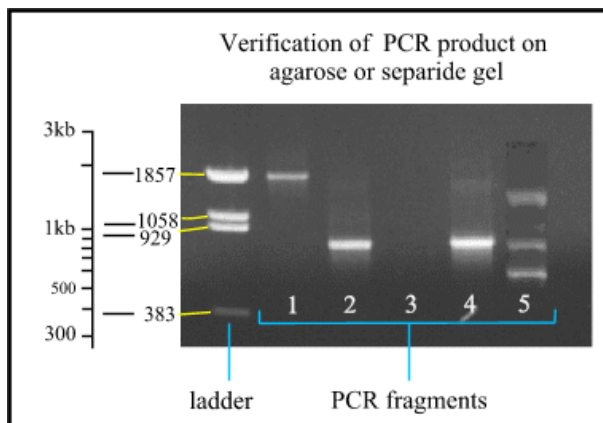 Verification of PCR product on
agarose or separide gel
3kb
1857
1058
1kb
929
500
383
300
1 2 3 4 5
ladder
PCR fragments